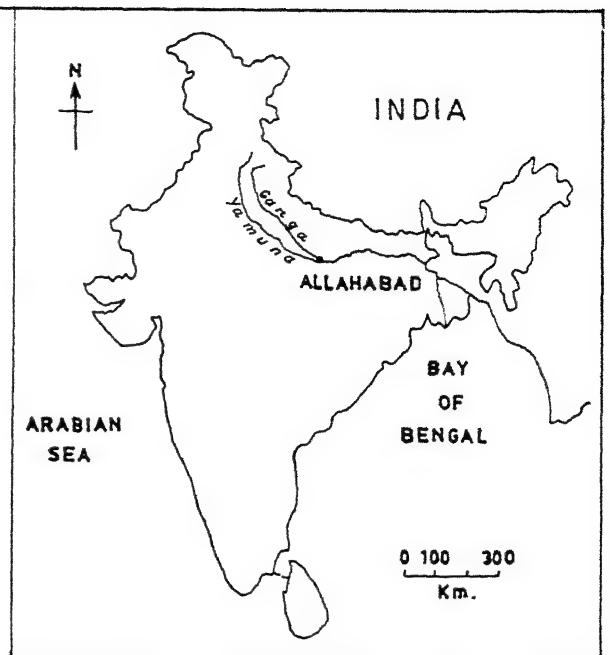 N
INDIA
Ganga
Yamuna
ALLAHABAD
BAY
OF
BENGAL
ARABIAN
SEA
0 100 300
Km.